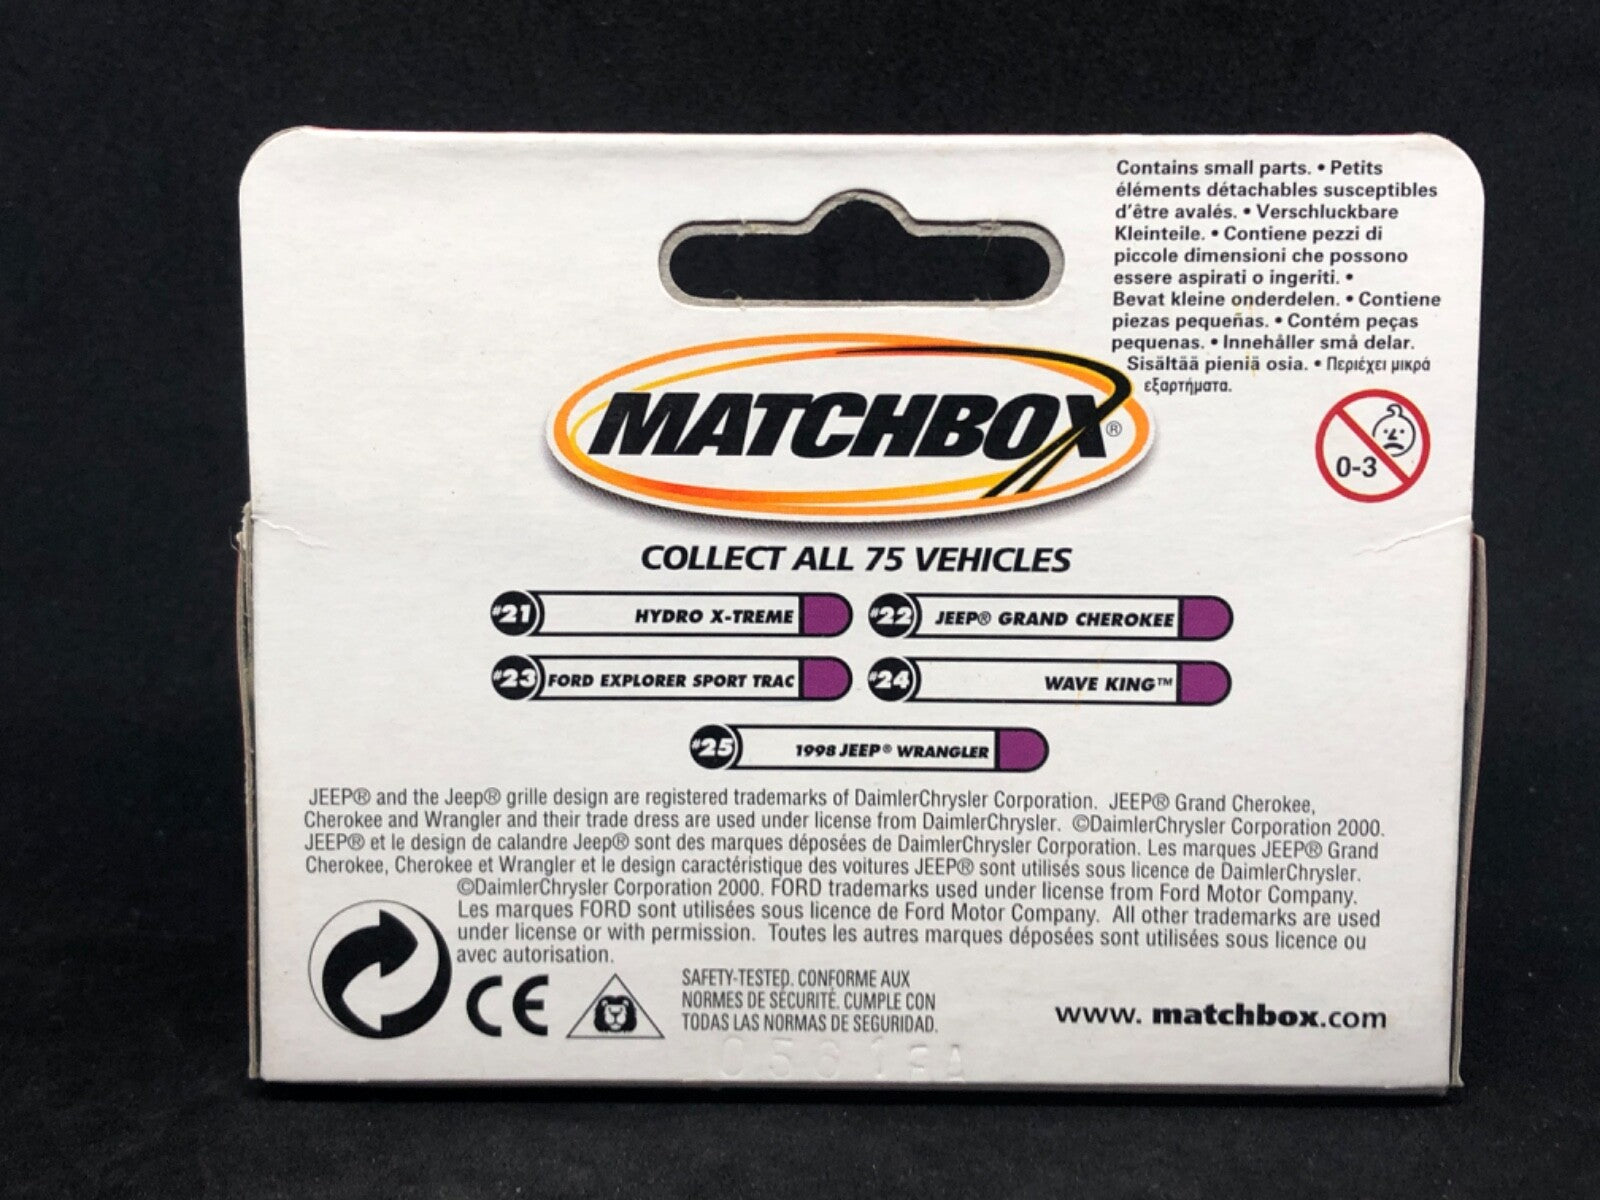 Contains small parts. • Petits
éléments détachables susceptibles
d'être avalés. • Verschluckbare
Kleinteile. • Contiene pezzi di
piccole dimensioni che possono
essere aspirati o ingeriti. •
Bevat kleine onderdelen. • Contiene
piezas pequeñas. • Contém peças
pequenas. • Innehåller små delar.
Sisältää pieniä osia. • Περιέχει μικρά
εξαρτήματα.
0-3
MATCHBOX®
COLLECT ALL 75 VEHICLES
#21 HYDRO X-TREME
#22 JEEP® GRAND CHEROKEE
#23 FORD EXPLORER SPORT TRAC
#24 WAVE KING™
#25 1998 JEEP® WRANGLER
JEEP® and the Jeep® grille design are registered trademarks of DaimlerChrysler Corporation. JEEP® Grand Cherokee,
Cherokee and Wrangler and their trade dress are used under license from DaimlerChrysler. ©DaimlerChrysler Corporation 2000.
JEEP® et le design de calandre Jeep® sont des marques déposées de DaimlerChrysler Corporation. Les marques JEEP® Grand
Cherokee, Cherokee et Wrangler et le design caractéristique des voitures JEEP® sont utilisés sous licence de DaimlerChrysler.
©DaimlerChrysler Corporation 2000. FORD trademarks used under license from Ford Motor Company.
Les marques FORD sont utilisées sous licence de Ford Motor Company. All other trademarks are used
under license or with permission. Toutes les autres marques déposées sont utilisées sous licence ou
avec autorisation.
CE
SAFETY-TESTED. CONFORME AUX
NORMES DE SÉCURITÉ. CUMPLE CON
TODAS LAS NORMAS DE SEGURIDAD.
www. matchbox.com